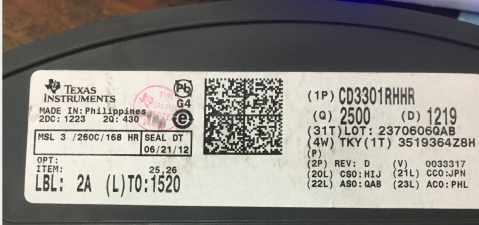 TEXAS
INSTRUMENTS
MADE IN: Philippines
2DC: 1223 2Q: 430
Pb
G4
e
MSL 3 /260C/168 HR SEAL DT
06/21/12
OPT:
ITEM: 25,26
LBL: 2A (L)TO:1520
(1P) CD3301RHHR
(Q) 2500 (D) 1219
(31T)LOT: 2370606QAB
(4W) TKY(1T) 3519364Z8H
(P)
(2P) REV: D (V) 0033317
(20L) CSO:HIJ (21L) CCO:JPN
(22L) ASO:QAB (23L) ACO:PHL